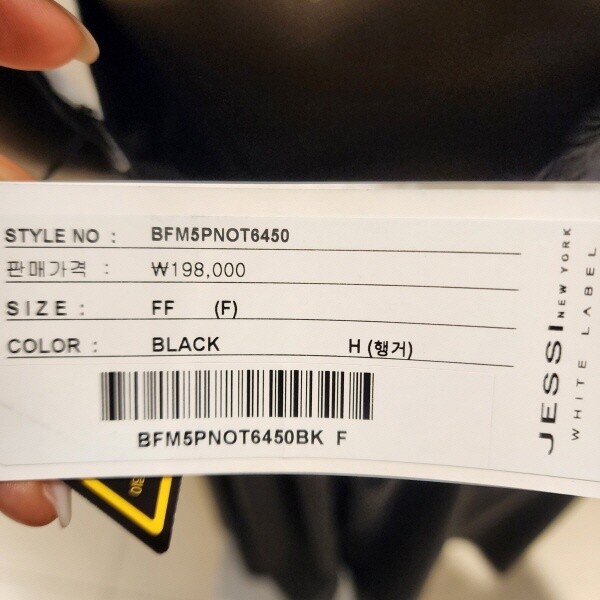 STYLE NO : BFM5PNOT6450
판매가격 : ₩198,000
SIZE : FF (F)
COLOR : BLACK H (행거)
BFM5PNOT6450BK F
JESSI NEW YORK
WHITE LABEL